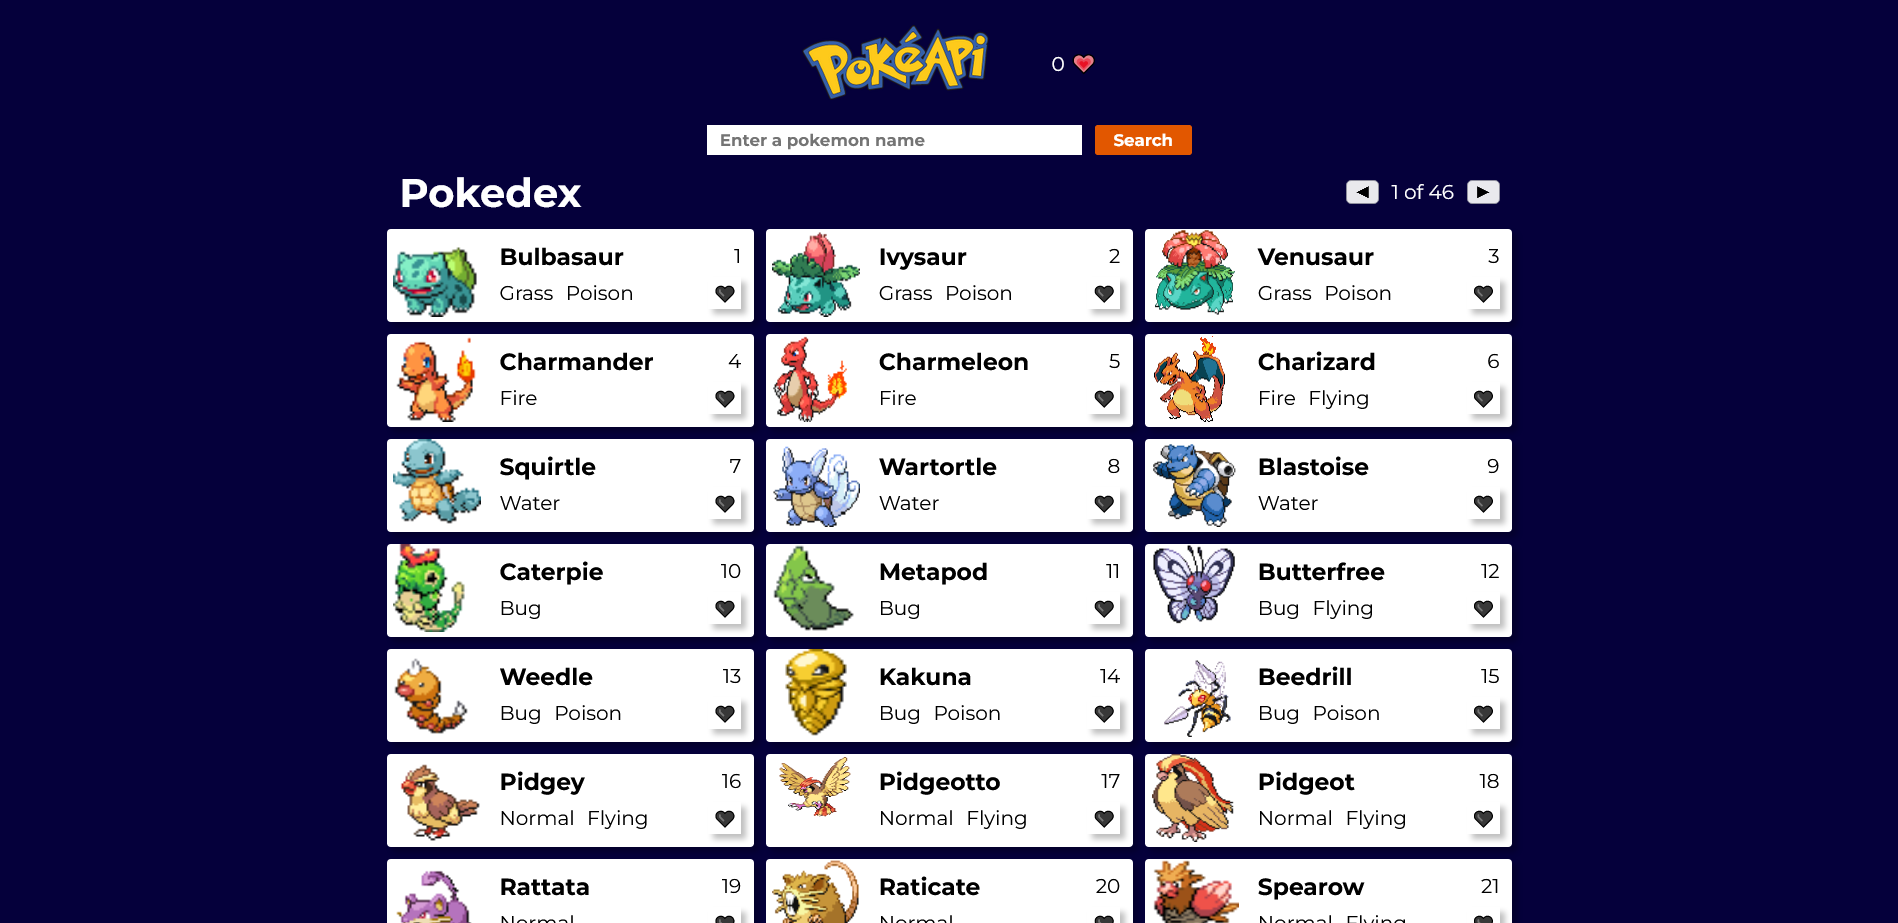 PokéApi
0
Enter a pokemon name Search
Pokedex
1 of 46
Bulbasaur 1
Grass Poison
Ivysaur 2
Grass Poison
Venusaur 3
Grass Poison
Charmander 4
Fire
Charmeleon 5
Fire
Charizard 6
Fire Flying
Squirtle 7
Water
Wartortle 8
Water
Blastoise 9
Water
Caterpie 10
Bug
Metapod 11
Bug
Butterfree 12
Bug Flying
Weedle 13
Bug Poison
Kakuna 14
Bug Poison
Beedrill 15
Bug Poison
Pidgey 16
Normal Flying
Pidgeotto 17
Normal Flying
Pidgeot 18
Normal Flying
Rattata 19
Normal
Raticate 20
Normal
Spearow 21
Normal Flying